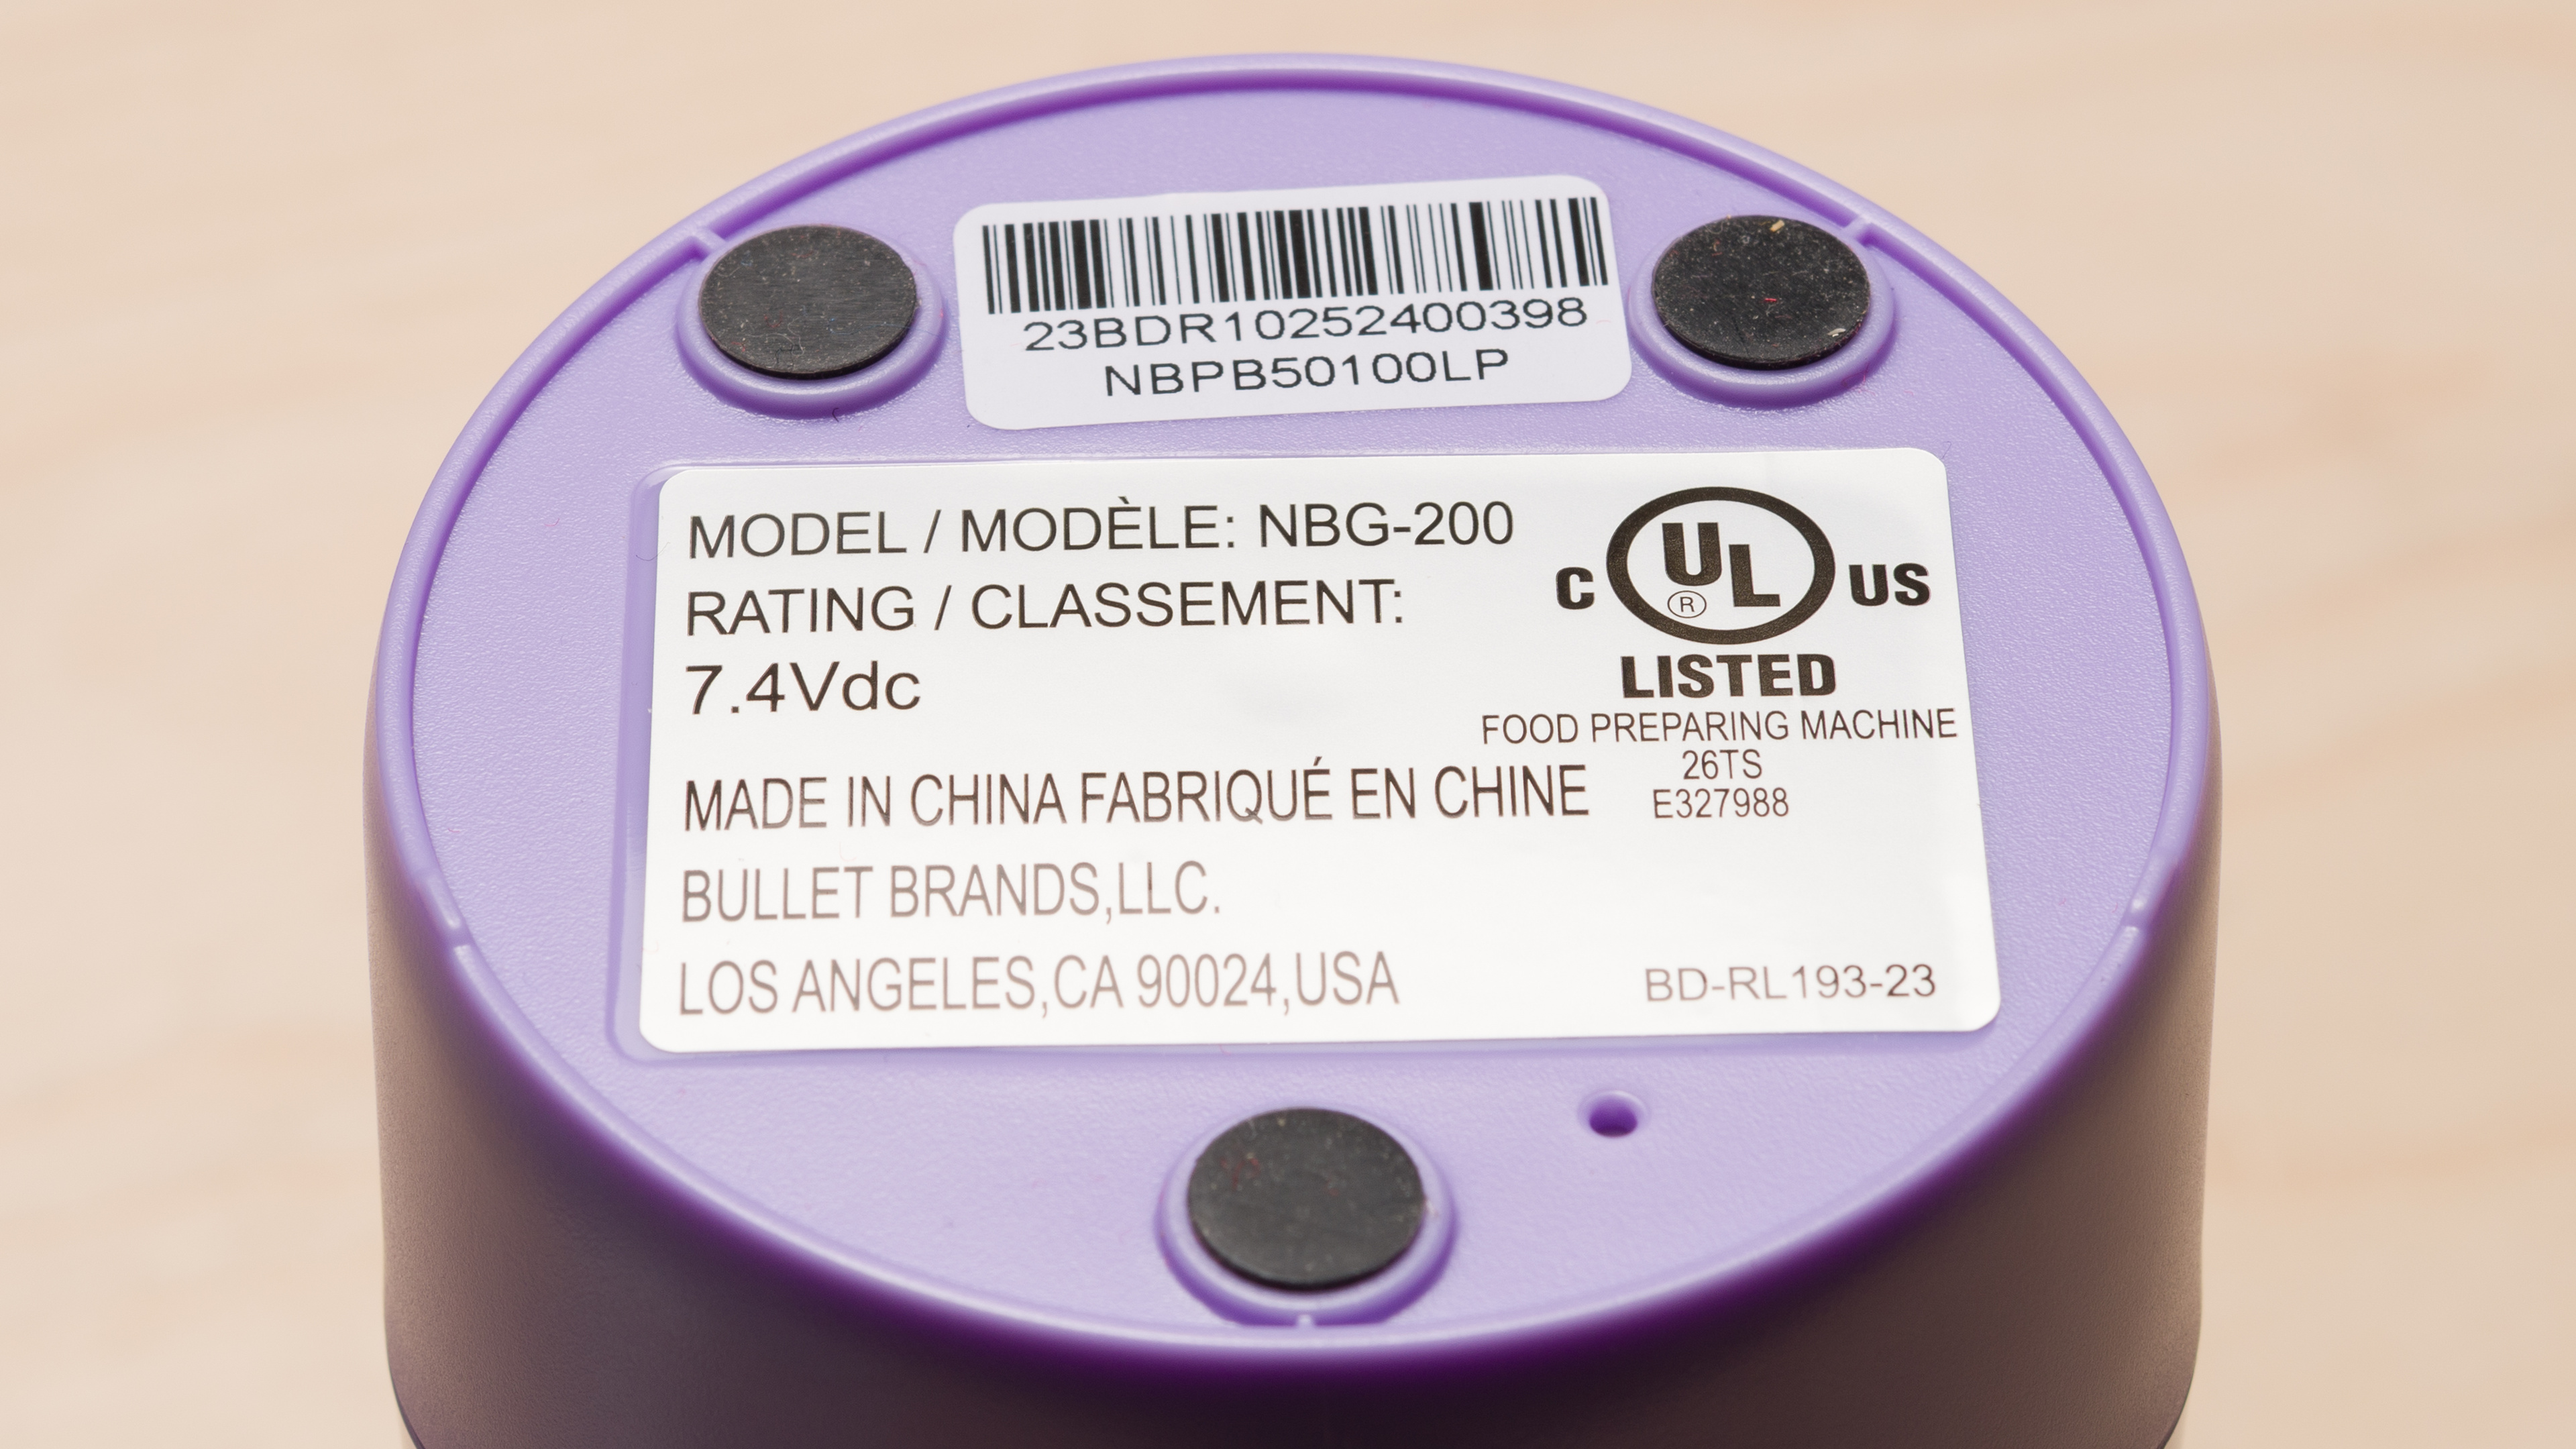 23BDR10252400398
NBPB50100LP
MODEL / MODÈLE: NBG-200
RATING / CLASSEMENT:
7.4Vdc
C UL ® US
LISTED
FOOD PREPARING MACHINE
26TS
E327988
MADE IN CHINA FABRIQUÉ EN CHINE
BULLET BRANDS,LLC.
LOS ANGELES,CA 90024,USA
BD-RL193-23